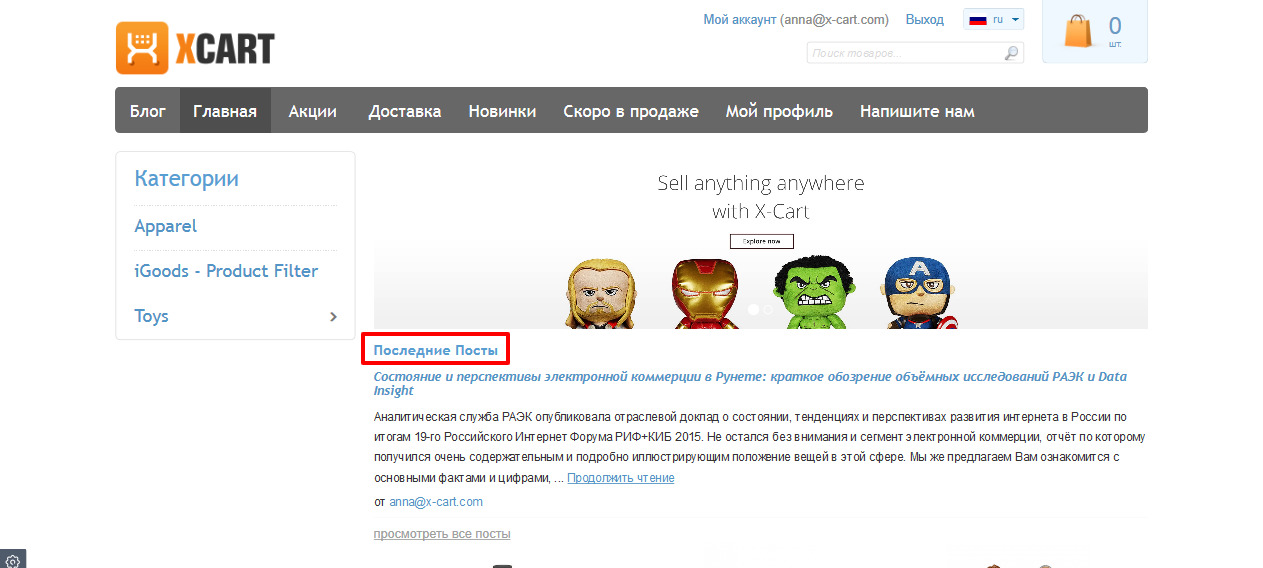 Мой аккаунт (anna@x-cart.com) Выход ru 0
шт.
XCART
Поиск товаров...
Блог Главная Акции Доставка Новинки Скоро в продаже Мой профиль Напишите нам
Категории
Apparel
iGoods - Product Filter
Toys
Sell anything anywhere
with X-Cart
Explore now
A
Последние Посты
Состояние и перспективы электронной коммерции в Рунете: краткое обозрение объёмных исследований РАЭК и Data
Insight
Аналитическая служба РАЭК опубликовала отраслевой доклад о состоянии, тенденциях и перспективах развития интернета в России по
итогам 19-го Российского Интернет Форума РИФ+КИБ 2015. Не остался без внимания и сегмент электронной коммерции, отчёт по которому
получился очень содержательным и подробно иллюстрирующим положение вещей в этой сфере. Мы же предлагаем Вам ознакомится с
основными фактами и цифрами, ... Продолжить чтение
от anna@x-cart.com
просмотреть все посты